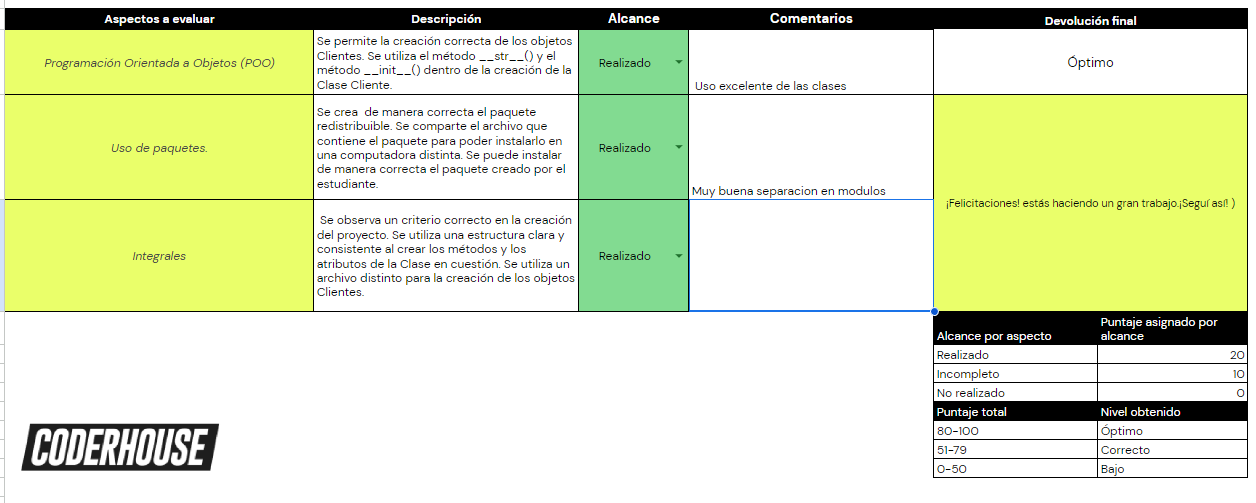 Aspectos a evaluar
Descripción
Alcance
Comentarios
Devolución final
Programación Orientada a Objetos (POO)
Se permite la creación correcta de los objetos
Clientes. Se utiliza el método __str__() y el
método __init__() dentro de la creación de la
Clase Cliente.
Realizado
Uso excelente de las clases
Óptimo
Uso de paquetes.
Se crea de manera correcta el paquete
redistribuible. Se comparte el archivo que
contiene el paquete para poder instalarlo en
una computadora distinta. Se puede instalar
de manera correcta el paquete creado por el
estudiante.
Realizado
Muy buena separacion en modulos
¡Felicitaciones! estás haciendo un gran trabajo.¡Seguí así! )
Integrales
Se observa un criterio correcto en la creación
del proyecto. Se utiliza una estructura clara y
consistente al crear los métodos y los
atributos de la Clase en cuestión. Se utiliza un
archivo distinto para la creación de los objetos
Clientes.
Realizado
Alcance por aspecto
Puntaje asignado por
alcance
Realizado
20
Incompleto
10
No realizado
0
Puntaje total
Nivel obtenido
80-100
Óptimo
51-79
Correcto
0-50
Bajo
CODERHOUSE